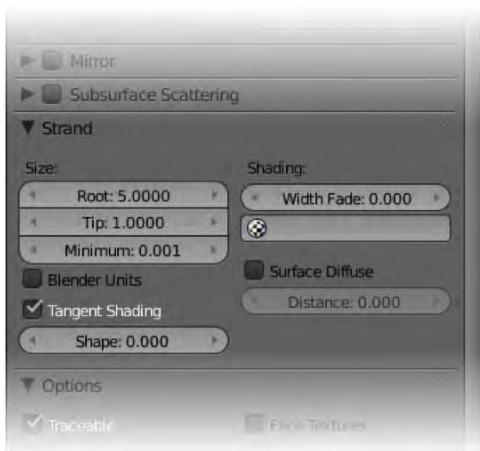 Mirror
Subsurface Scattering
Strand
Size:
Root: 5.0000
Tip: 1.0000
Minimum: 0.001
Blender Units
Tangent Shading
Shape: 0.000
Shading:
Width Fade: 0.000
Surface Diffuse
Distance: 0.000
Options
Traceable
Face Textures